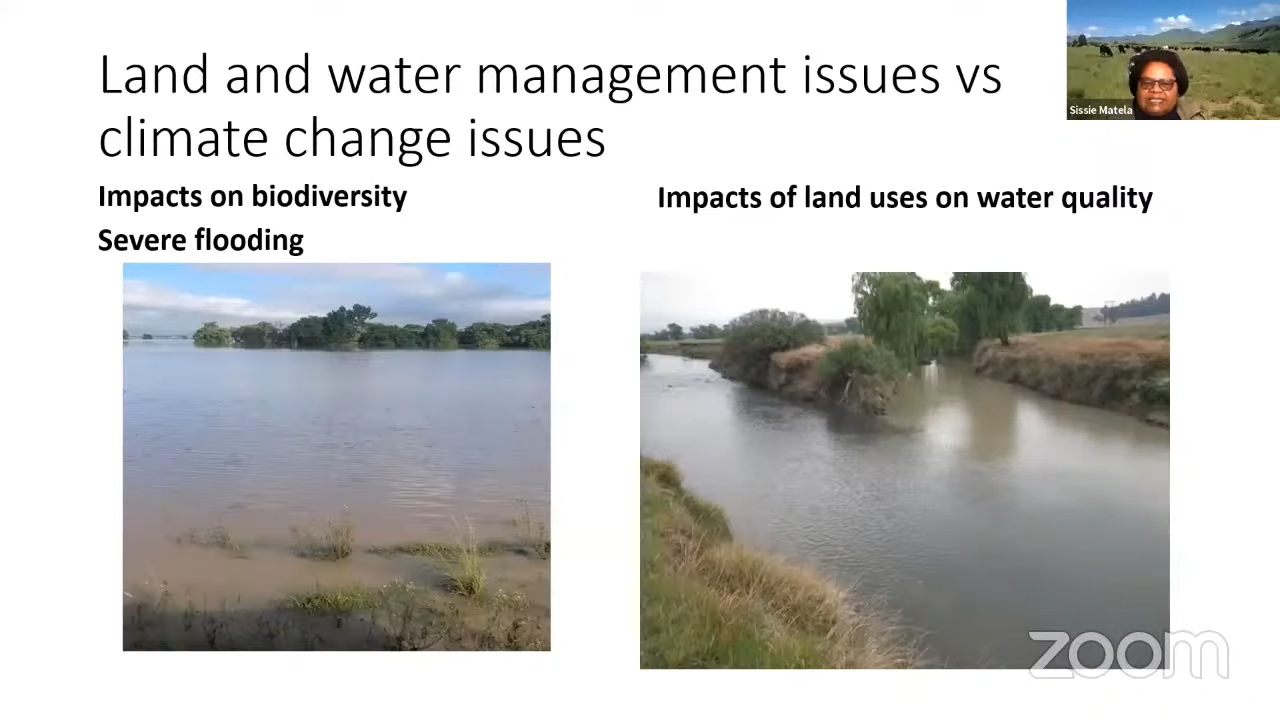 Land and water management issues vs
climate change issues
Sissie Matela
Impacts on biodiversity
Severe flooding
Impacts of land uses on water quality
zoom